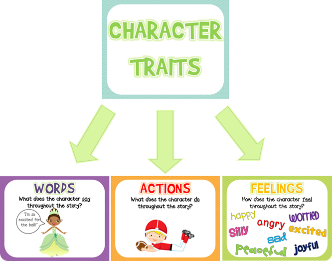 CHARACTER
TRAITS
WORDS
What does the character say
throughout the story?
"I'm so
excited for
the ball!"
ACTIONS
What does the character do
throughout the story?
FEELINGS
How does the character feel
throughout the story?
happy
angry
worried
silly
sad
excited
peaceful
joyful